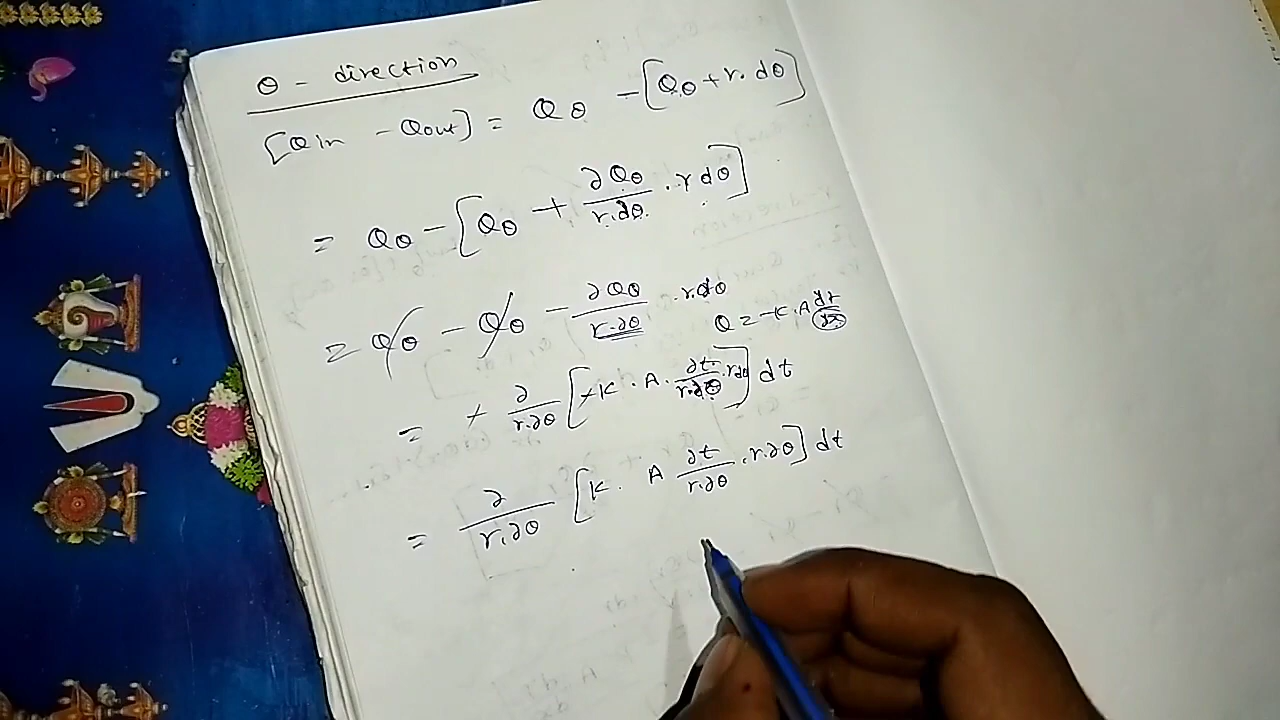 θ - direction
[Qin - Qout] = Qθ - [Qθ + r. dθ]
= Qθ - [Qθ + ∂Qθ/r.dθ . r dθ]
= Qθ - Qθ - ∂Qθ/r.∂θ . r.dθ
Q = -K.A dt/dx
= + ∂/r.∂θ [+K . A . ∂t/r.∂θ . rdθ] dt
= ∂/r.∂θ [K . A ∂t/r.∂θ . r.∂θ] dt